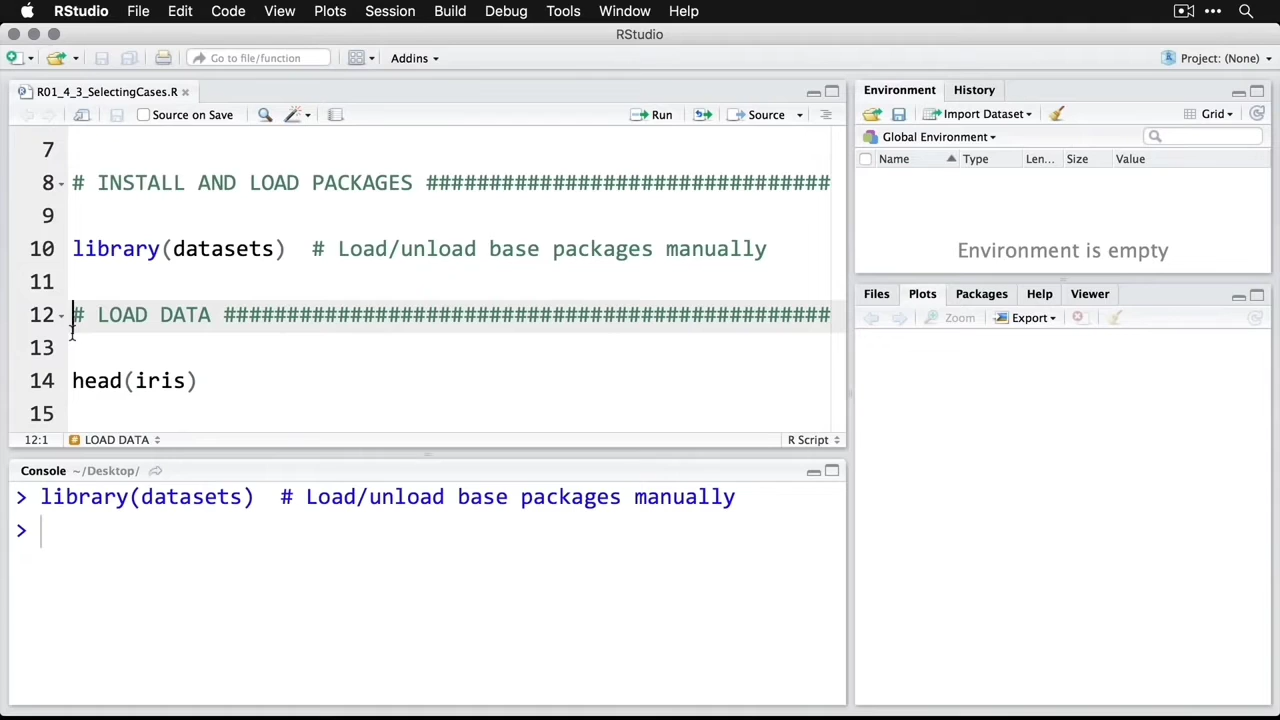 RStudio File Edit Code View Plots Session Build Debug Tools Window Help
RStudio
Go to file/function Addins Project: (None)
R01_4_3_SelectingCases.R
Source on Save Run Source
7
8 # INSTALL AND LOAD PACKAGES ################################
9
10 library(datasets)  # Load/unload base packages manually
11
12 # LOAD DATA ################################################
13
14 head(iris)
15
12:1 LOAD DATA R Script
Console ~/Desktop/
> library(datasets)  # Load/unload base packages manually
>
Environment History
Import Dataset Grid
Global Environment
Name Type Len... Size Value
Environment is empty
Files Plots Packages Help Viewer
Zoom Export